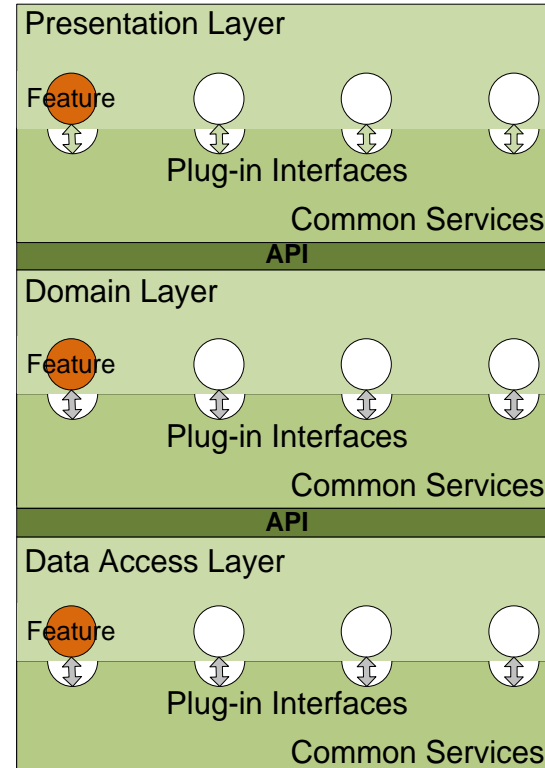 Presentation Layer
Feature
Plug-in Interfaces
Common Services
API
Domain Layer
Feature
Plug-in Interfaces
Common Services
API
Data Access Layer
Feature
Plug-in Interfaces
Common Services